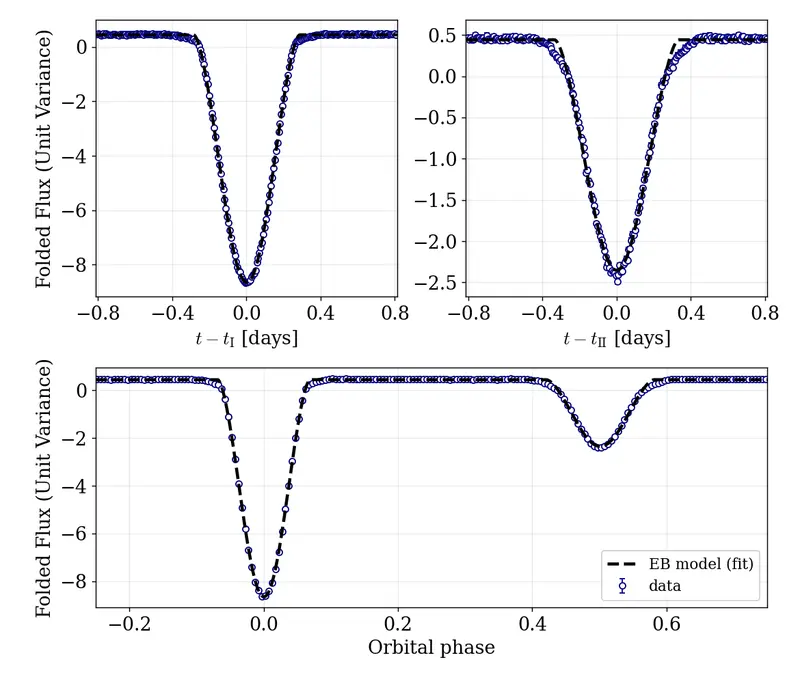 Folded Flux (Unit Variance)
0
−2
−4
−6
−8
−0.8 −0.4 0.0 0.4 0.8
t − tI [days]
0.5
0.0
−0.5
−1.0
−1.5
−2.0
−2.5
−0.8 −0.4 0.0 0.4 0.8
t − tII [days]
Folded Flux (Unit Variance)
0
−2
−4
−6
−8
−0.2 0.0 0.2 0.4 0.6
Orbital phase
EB model (fit)
data